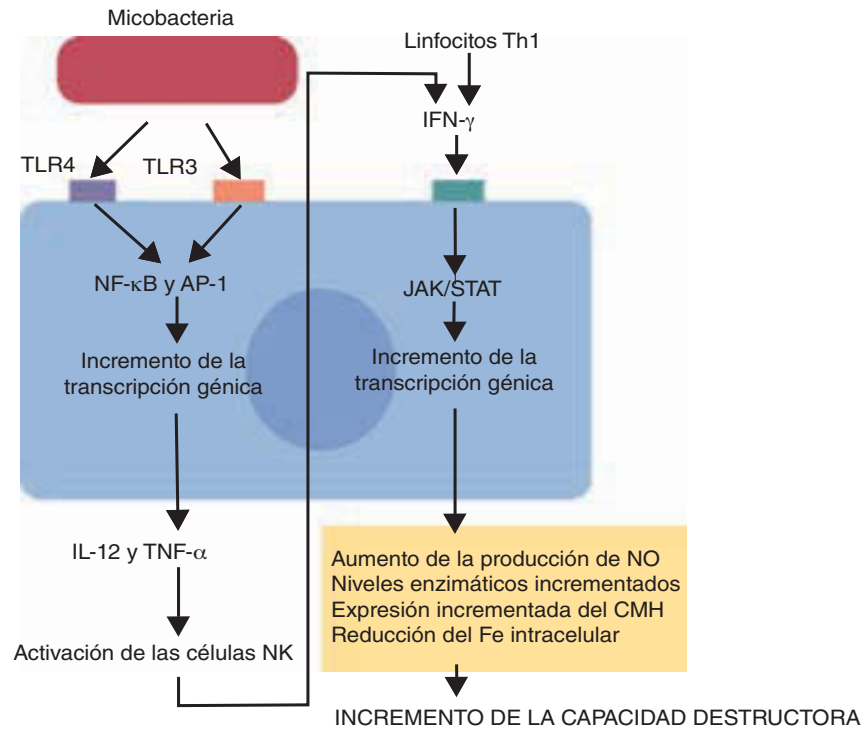 Micobacteria
Linfocitos Th1
IFN-γ
TLR4
TLR3
NF-κB y AP-1
JAK/STAT
Incremento de la
transcripción génica
Incremento de la
transcripción génica
IL-12 y TNF-α
Activación de las células NK
Aumento de la producción de NO
Niveles enzimáticos incrementados
Expresión incrementada del CMH
Reducción del Fe intracelular
INCREMENTO DE LA CAPACIDAD DESTRUCTORA